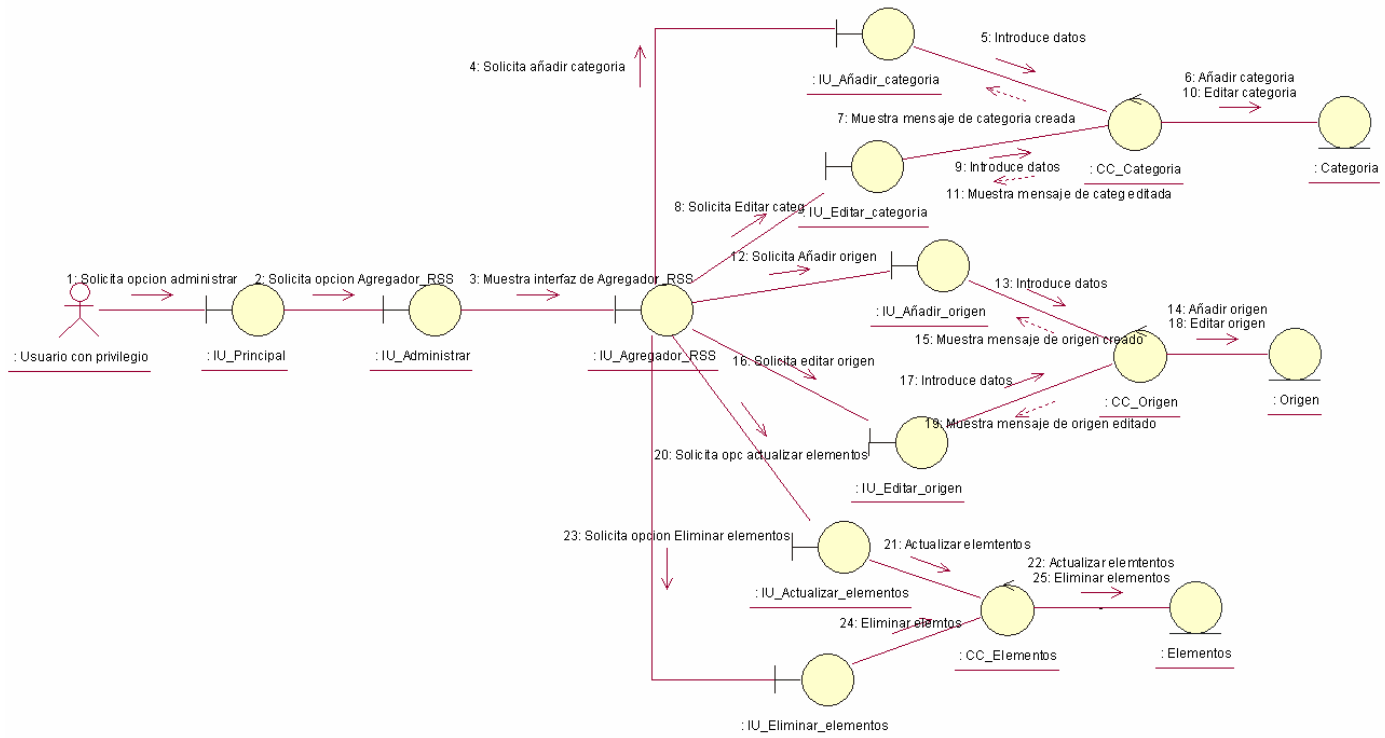 5: Introduce datos
4: Solicita añadir categoria
: IU_Añadir_categoria
6: Añadir categoria
10: Editar categoria
7: Muestra mensaje de categoria creada
9: Introduce datos
: CC_Categoria
: Categoria
11: Muestra mensaje de categ editada
8: Solicita Editar categ
: IU_Editar_categoria
12: Solicita Añadir origen
1: Solicita opcion administrar
2: Solicita opcion Agregador_RSS
3: Muestra interfaz de Agregador_RSS
13: Introduce datos
: IU_Añadir_origen
14: Añadir origen
18: Editar origen
15: Muestra mensaje de origen creado
: Usuario con privilegio
: IU_Principal
: IU_Administrar
: IU_Agregador_RSS
16: Solicita editar origen
17: Introduce datos
: CC_Origen
: Origen
19: Muestra mensaje de origen editado
20: Solicita opc actualizar elementos
: IU_Editar_origen
23: Solicita opcion Eliminar elementos
21: Actualizar elemtentos
22: Actualizar elemtentos
25: Eliminar elementos
: IU_Actualizar_elementos
24: Eliminar elemtos
: CC_Elementos
: Elementos
: IU_Eliminar_elementos